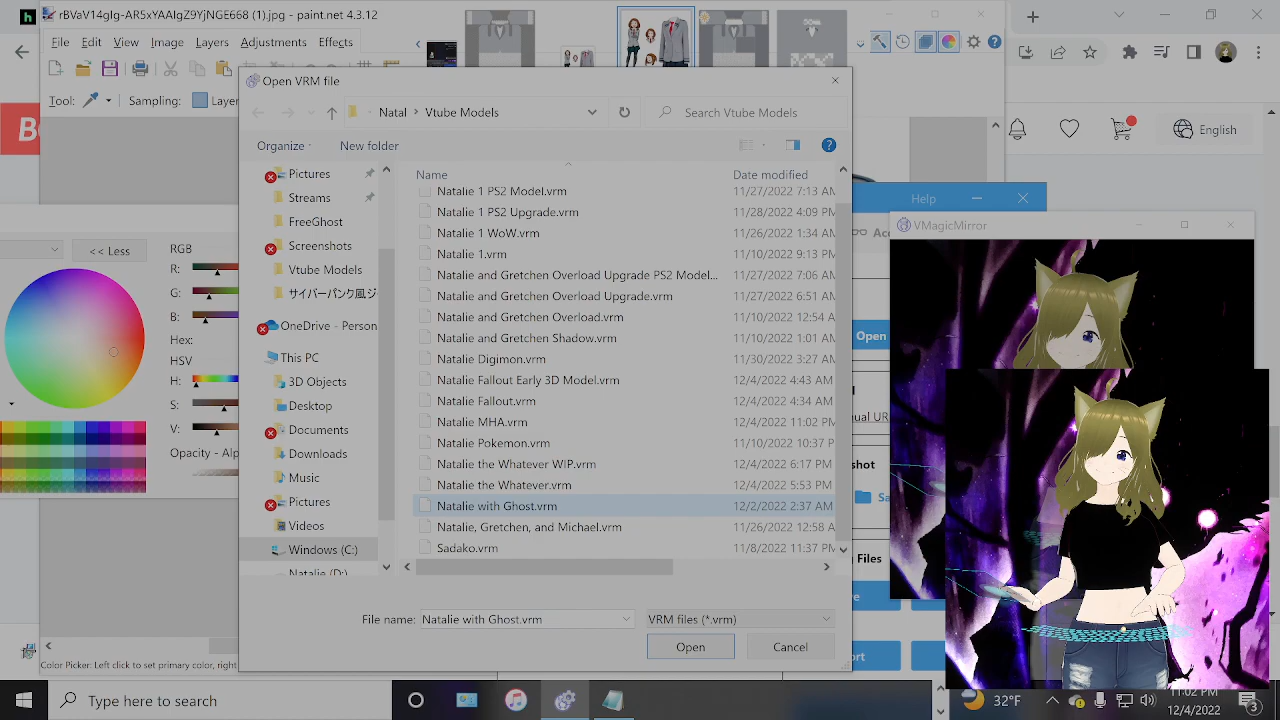 h
rBVaV14gIg-AR5xYAAIgZ9YjNGE668 (1).jpg - paint.net 4.3.12
File Edit View Image Layers Adjustments Effects
Tool: Sampling: Layer
Open VRM file
Natal > Vtube Models
Search Vtube Models
Organize New folder
English
Name Date modified
Pictures
Streams
FreeGhost
Screenshots
Vtube Models
サイバーパンク風ジ
OneDrive - Person
This PC
3D Objects
Desktop
Documents
Downloads
Music
Pictures
Videos
Windows (C:)
Natalie (D:)
Natalie 1 PS2 Model.vrm 11/27/2022 7:13 AM
Natalie 1 PS2 Upgrade.vrm 11/28/2022 4:09 PM
Natalie 1 WoW.vrm 11/26/2022 1:34 AM
Natalie 1.vrm 11/10/2022 9:13 PM
Natalie and Gretchen Overload Upgrade PS2 Model... 11/27/2022 7:06 AM
Natalie and Gretchen Overload Upgrade.vrm 11/27/2022 6:51 AM
Natalie and Gretchen Overload.vrm 11/10/2022 12:54 A
Natalie and Gretchen Shadow.vrm 11/10/2022 1:01 AM
Natalie Digimon.vrm 11/30/2022 3:27 AM
Natalie Fallout Early 3D Model.vrm 12/4/2022 4:43 AM
Natalie Fallout.vrm 12/4/2022 4:34 AM
Natalie MHA.vrm 12/4/2022 11:02 PM
Natalie Pokemon.vrm 11/10/2022 10:37 P
Natalie the Whatever WIP.vrm 12/4/2022 6:17 PM
Natalie the Whatever.vrm 12/4/2022 5:53 PM
Natalie with Ghost.vrm 12/2/2022 2:37 AM
Natalie, Gretchen, and Michael.vrm 11/26/2022 12:58 A
Sadako.vrm 11/8/2022 11:37 PM
File name: Natalie with Ghost.vrm VRM files (*.vrm)
Open Cancel
<< Less
RGB
R:
G:
B:
Hex:
HSV
H:
S:
V:
Opacity - Alp
Help
Acc
VMagicMirror
Open
qual UR
shot
Sa
g Files
ve
ort
Color Picker: Left click to set primary color, right
Type here to search
32°F
11:02 PM
12/4/2022
3